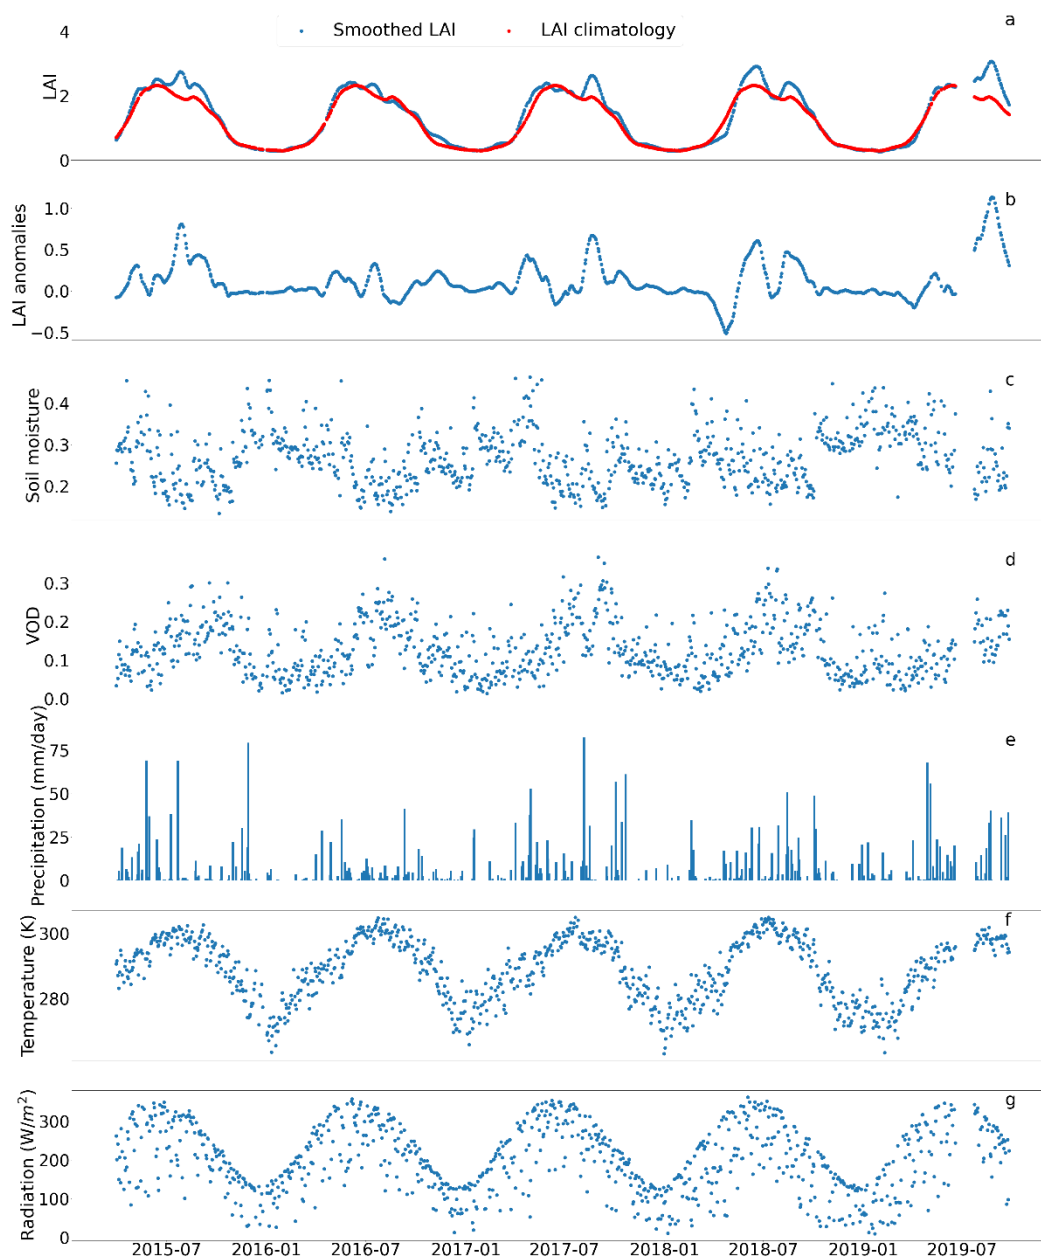 Smoothed LAI LAI climatology
a
LAI
4
2
0
b
LAI anomalies
1.0
0.5
0.0
−0.5
c
Soil moisture
0.4
0.3
0.2
d
VOD
0.3
0.2
0.1
0.0
e
Precipitation (mm/day)
75
50
25
0
f
Temperature (K)
300
280
g
Radiation (W/m²)
300
200
100
0
2015-07 2016-01 2016-07 2017-01 2017-07 2018-01 2018-07 2019-01 2019-07